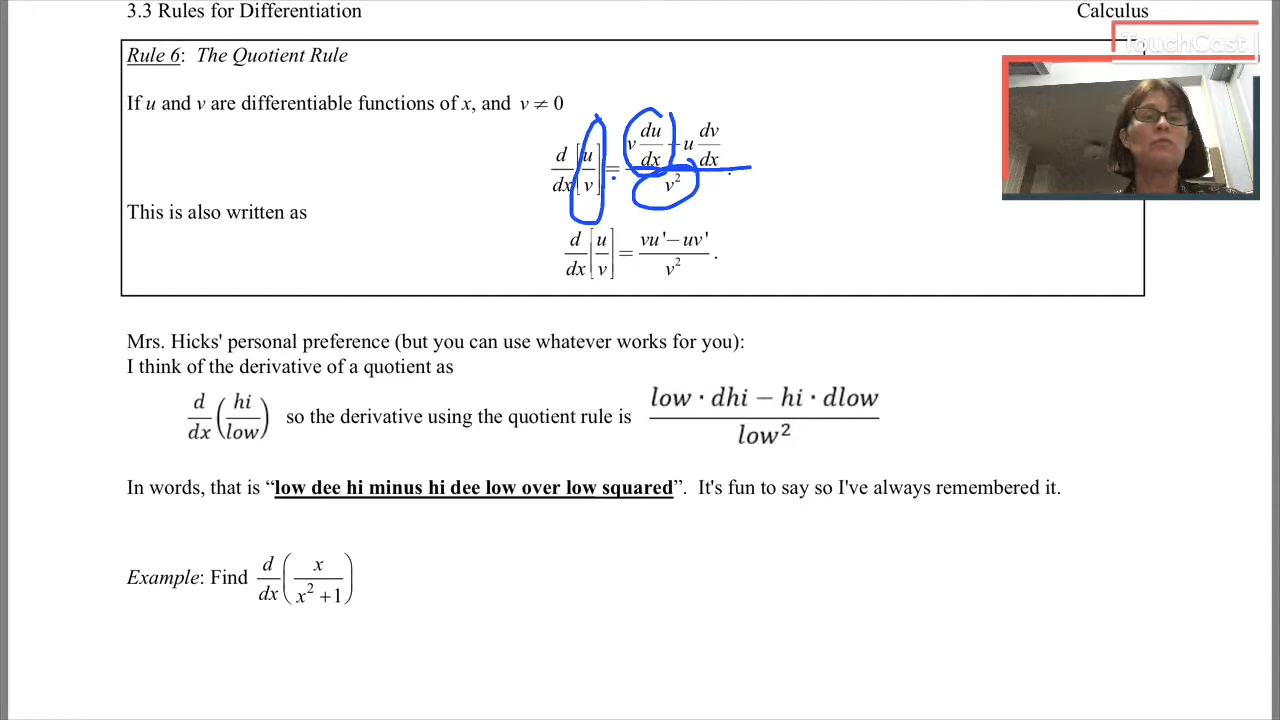 3.3 Rules for Differentiation Calculus
TouchCast
Rule 6: The Quotient Rule
If u and v are differentiable functions of x, and v ≠ 0
d/dx [u/v] = (v du/dx − u dv/dx) / v².
This is also written as
d/dx [u/v] = (vu' − uv') / v².
Mrs. Hicks' personal preference (but you can use whatever works for you):
I think of the derivative of a quotient as
d/dx (hi/low) so the derivative using the quotient rule is (low · dhi − hi · dlow) / low²
In words, that is “low dee hi minus hi dee low over low squared”. It's fun to say so I've always remembered it.
Example: Find d/dx (x / (x² + 1))